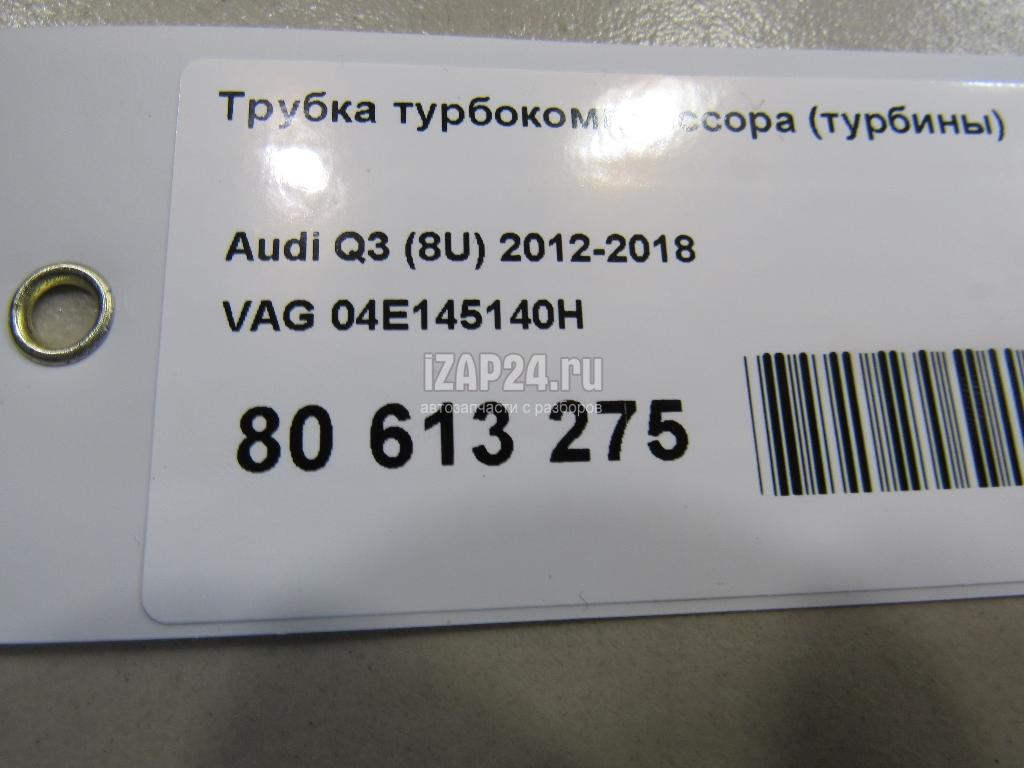 Трубка (турбины)
Audi Q3 (8U) 2012-2018
VAG 04E145140H
iZAP24.ru
автозапчасти с разборов
80 613 275